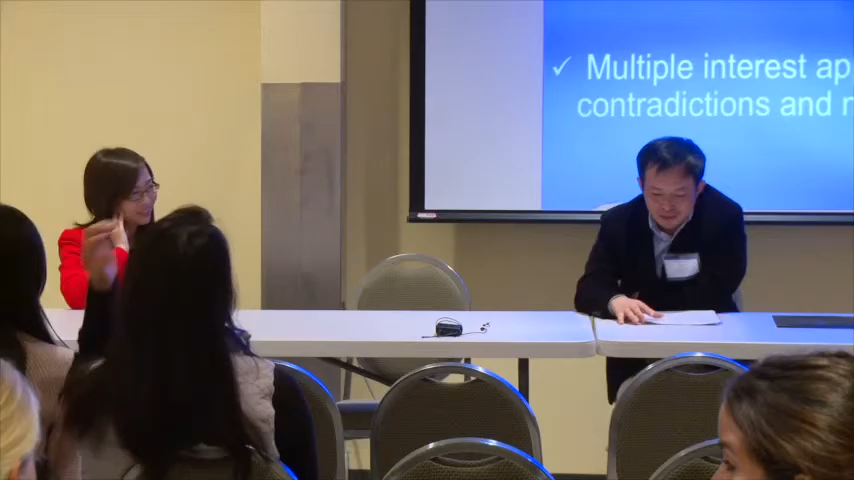 ✓ Multiple interest
contradictions and